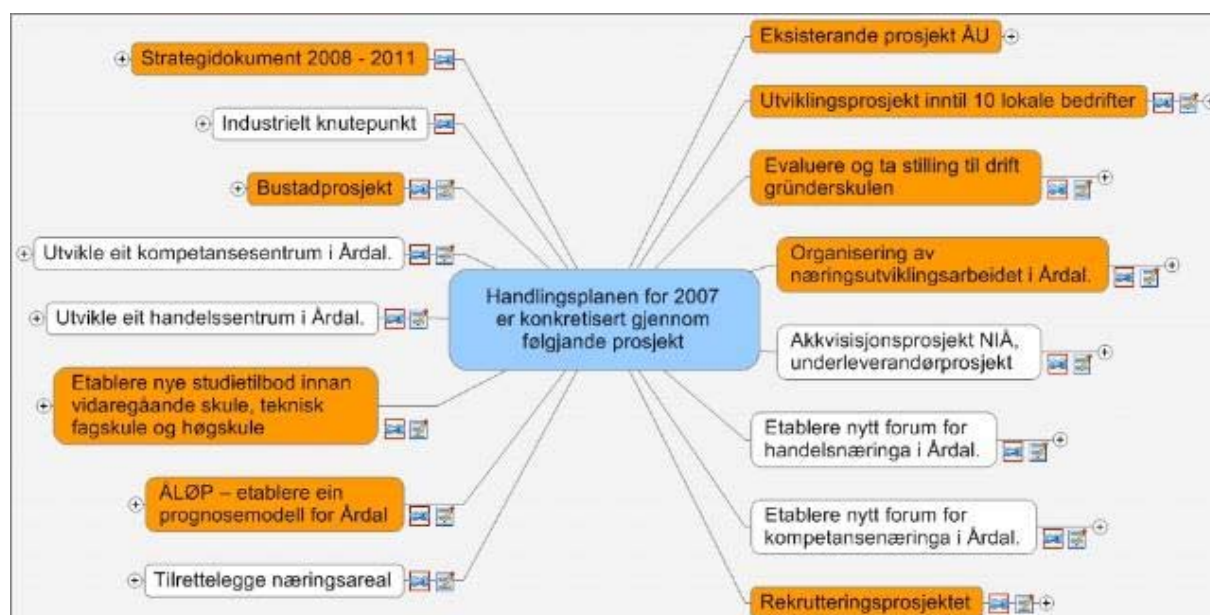 Strategidokument 2008 - 2011
Industrielt knutepunkt
Bustadprosjekt
Utvikle eit kompetansesentrum i Årdal.
Utvikle eit handelssentrum i Årdal.
Etablere nye studietilbod innan
vidaregåande skule, teknisk
fagskule og høgskule
ÅLØP – etablere ein
prognosemodell for Årdal
Tilrettelegge næringsareal
Handlingsplanen for 2007
er konkretisert gjennom
følgjande prosjekt
Eksisterande prosjekt ÅU
Utviklingsprosjekt inntil 10 lokale bedrifter
Evaluere og ta stilling til drift
gründerskulen
Organisering av
næringsutviklingsarbeidet i Årdal.
Akkvisisjonsprosjekt NIÅ,
underleverandørprosjekt
Etablere nytt forum for
handelsnæringa i Årdal.
Etablere nytt forum for
kompetansenæringa i Årdal.
Rekrutteringsprosjektet